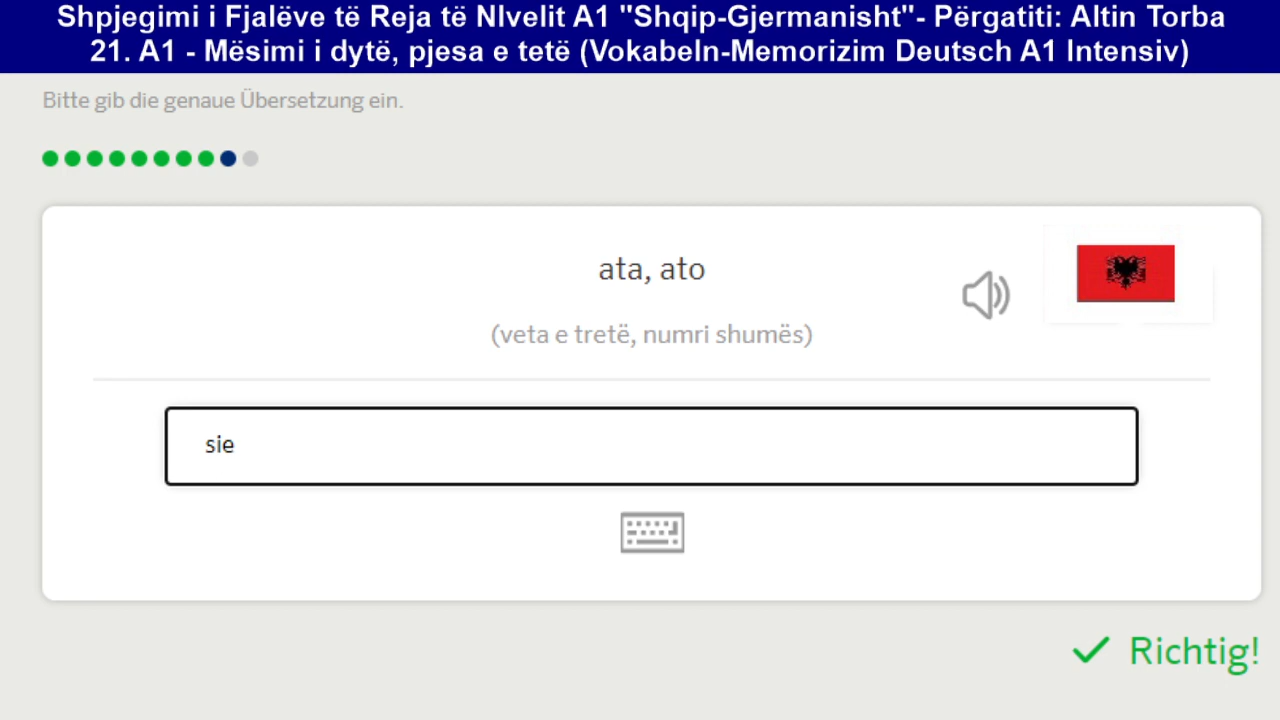 Shpjegimi i Fjalëve të Reja të NIvelit A1 "Shqip-Gjermanisht"- Përgatiti: Altin Torba
21. A1 - Mësimi i dytë, pjesa e tetë (Vokabeln-Memorizim Deutsch A1 Intensiv)
Bitte gib die genaue Übersetzung ein.
ata, ato
(veta e tretë, numri shumës)
sie
Richtig!